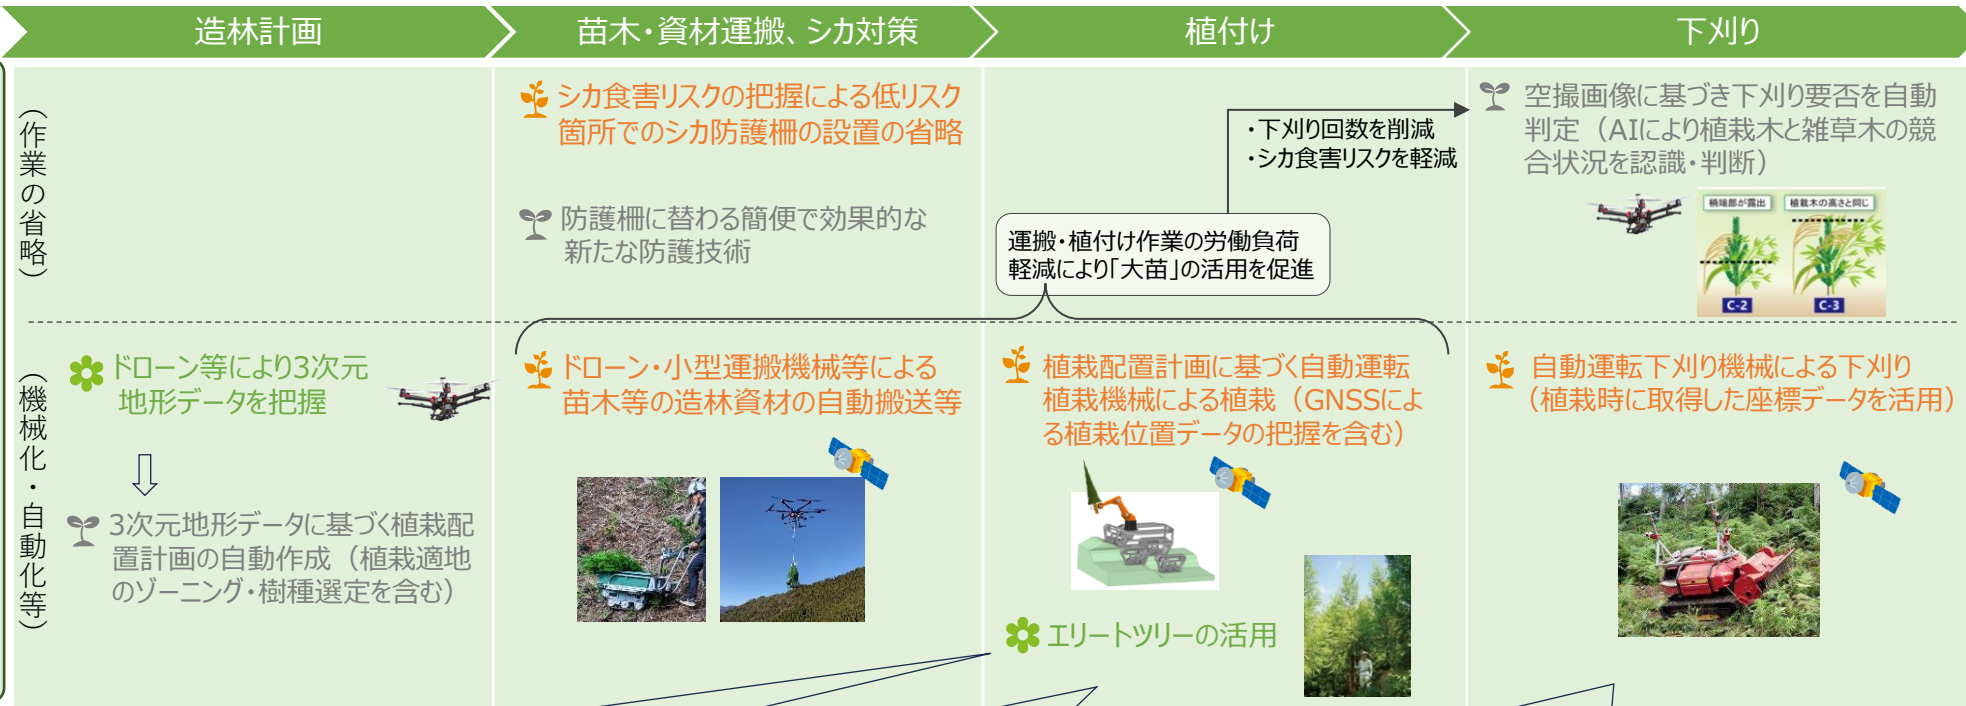 造林計画
苗木・資材運搬、シカ対策
植付け
下刈り
（作業の省略）
シカ食害リスクの把握による低リスク
箇所でのシカ防護柵の設置の省略
防護柵に替わる簡便で効果的な
新たな防護技術
・下刈り回数を削減
・シカ食害リスクを軽減
運搬・植付け作業の労働負荷
軽減により「大苗」の活用を促進
空撮画像に基づき下刈り要否を自動
判定（AIにより植栽木と雑草木の競
合状況を認識・判断）
梢端部が露出
植栽木の高さと同じ
C-2
C-3
（機械化・自動化等）
ドローン等により3次元
地形データを把握
3次元地形データに基づく植栽配
置計画の自動作成（植栽適地
のゾーニング・樹種選定を含む）
ドローン・小型運搬機械等による
苗木等の造林資材の自動搬送等
植栽配置計画に基づく自動運転
植栽機械による植栽（GNSSによ
る植栽位置データの把握を含む）
エリートツリーの活用
自動運転下刈り機械による下刈り
（植栽時に取得した座標データを活用）